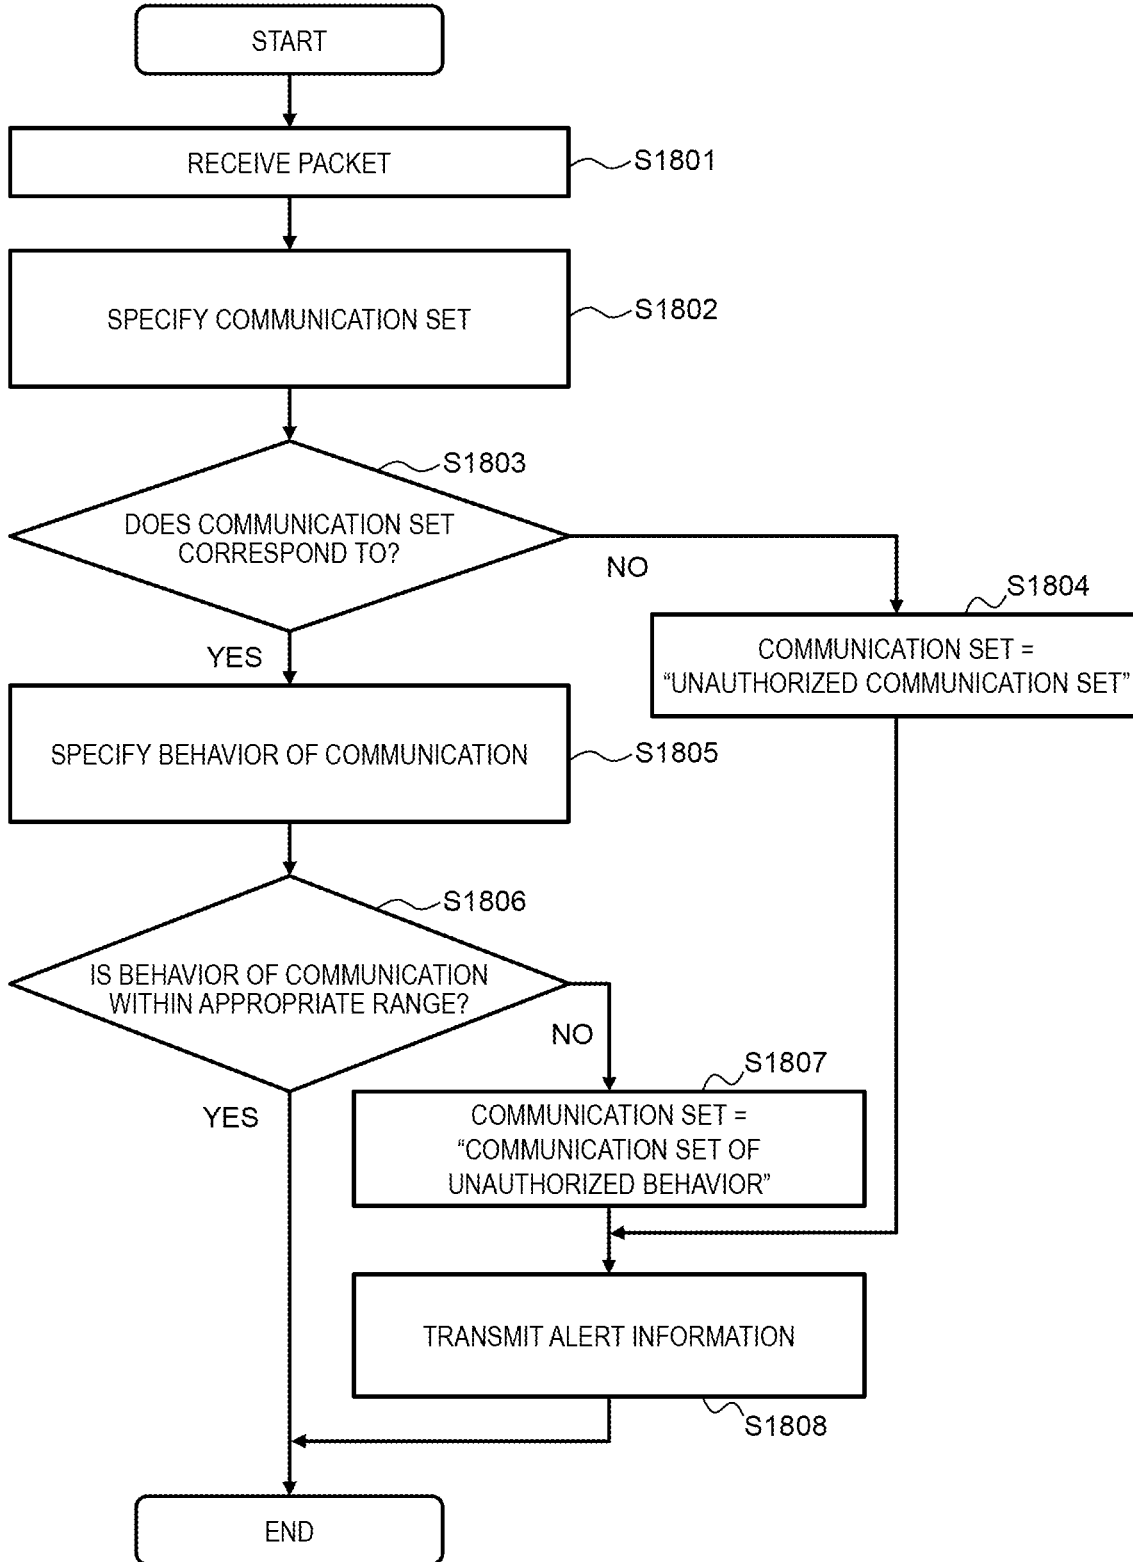 START
RECEIVE PACKET
S1801
SPECIFY COMMUNICATION SET
S1802
S1803
DOES COMMUNICATION SET
CORRESPOND TO?
NO
YES
S1804
COMMUNICATION SET =
“UNAUTHORIZED COMMUNICATION SET”
SPECIFY BEHAVIOR OF COMMUNICATION
S1805
S1806
IS BEHAVIOR OF COMMUNICATION
WITHIN APPROPRIATE RANGE?
NO
YES
S1807
COMMUNICATION SET =
“COMMUNICATION SET OF
UNAUTHORIZED BEHAVIOR”
TRANSMIT ALERT INFORMATION
S1808
END